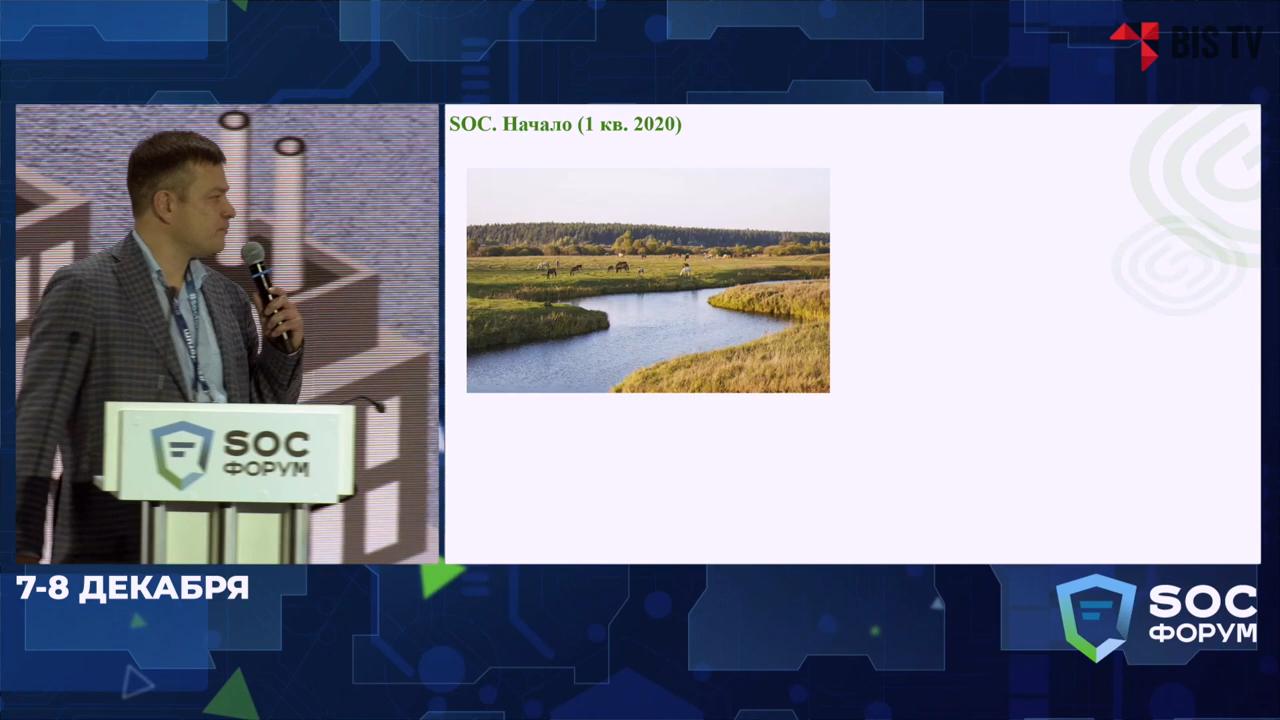 BIS TV
SOC. Начало (1 кв. 2020)
SOC
ФОРУМ
7-8 ДЕКАБРЯ
SOC
ФОРУМ